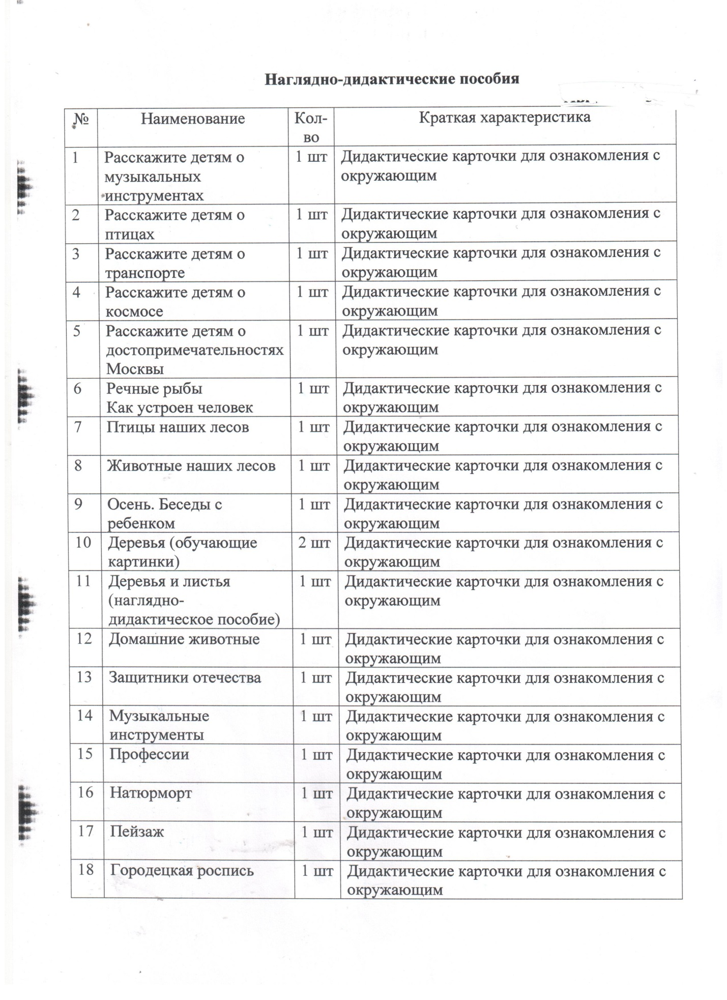 Наглядно-дидактические пособия
№ Наименование Кол- Краткая характеристика
во
1 Расскажите детям о 1 шт Дидактические карточки для ознакомления с
музыкальных окружающим
инструментах
2 Расскажите детям о 1 шт Дидактические карточки для ознакомления с
птицах окружающим
3 Расскажите детям о 1 шт Дидактические карточки для ознакомления с
транспорте окружающим
4 Расскажите детям о 1 шт Дидактические карточки для ознакомления с
космосе окружающим
5 Расскажите детям о 1 шт Дидактические карточки для ознакомления с
достопримечательностях окружающим
Москвы
6 Речные рыбы 1 шт Дидактические карточки для ознакомления с
Как устроен человек окружающим
7 Птицы наших лесов 1 шт Дидактические карточки для ознакомления с
окружающим
8 Животные наших лесов 1 шт Дидактические карточки для ознакомления с
окружающим
9 Осень. Беседы с 1 шт Дидактические карточки для ознакомления с
ребенком окружающим
10 Деревья (обучающие 2 шт Дидактические карточки для ознакомления с
картинки) окружающим
11 Деревья и листья 1 шт Дидактические карточки для ознакомления с
(наглядно- окружающим
дидактическое пособие)
12 Домашние животные 1 шт Дидактические карточки для ознакомления с
окружающим
13 Защитники отечества 1 шт Дидактические карточки для ознакомления с
окружающим
14 Музыкальные 1 шт Дидактические карточки для ознакомления с
инструменты окружающим
15 Профессии 1 шт Дидактические карточки для ознакомления с
окружающим
16 Натюрморт 1 шт Дидактические карточки для ознакомления с
окружающим
17 Пейзаж 1 шт Дидактические карточки для ознакомления с
окружающим
18 Городецкая роспись 1 шт Дидактические карточки для ознакомления с
окружающим